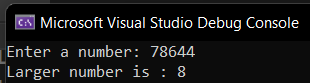 Microsoft Visual Studio Debug Console
Enter a number: 78644
Larger number is : 8